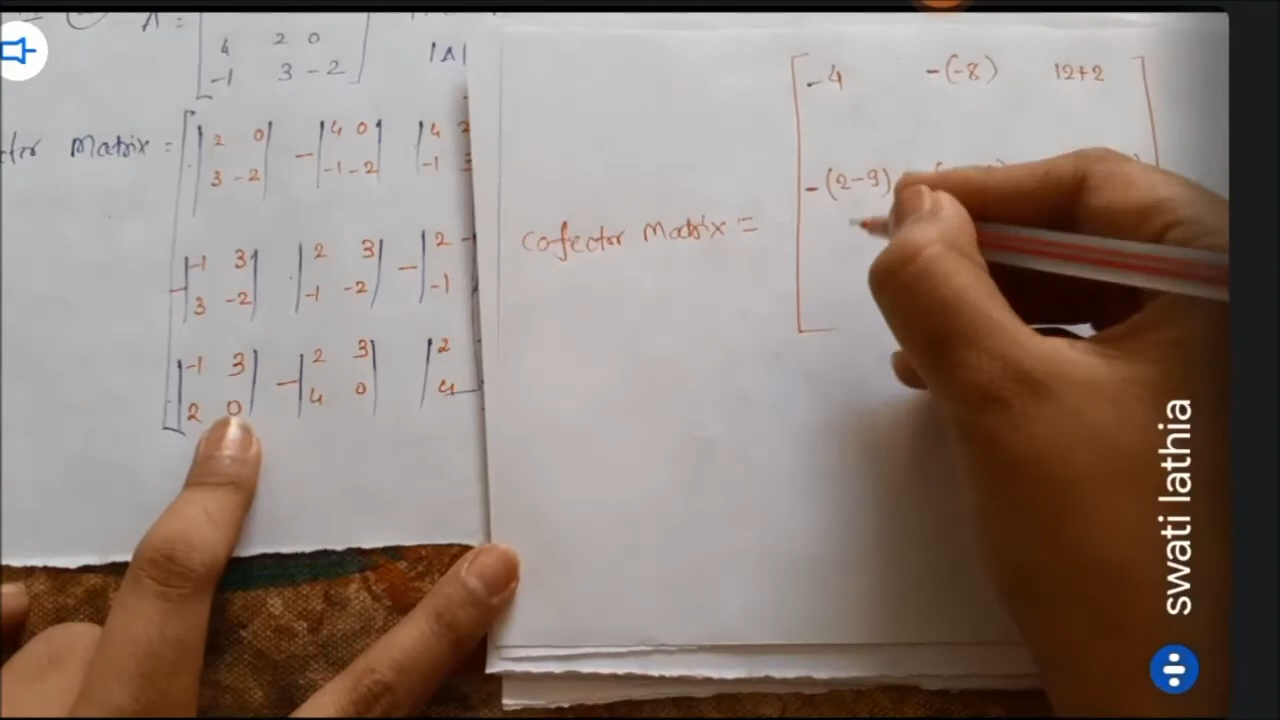 A =
4 2 0
-1 3 -2
|A|
Matrix =
2 0 - 4 0 4 2
3 -2 -1 -2 -1
- -1 3 2 3 - 2
3 -2 -1 -2 -1
-1 3 - 2 3 2
2 0 4 0 4
-4 -(-8) 12+2
-(2-9)
Cofector Matrix =
swati lathia